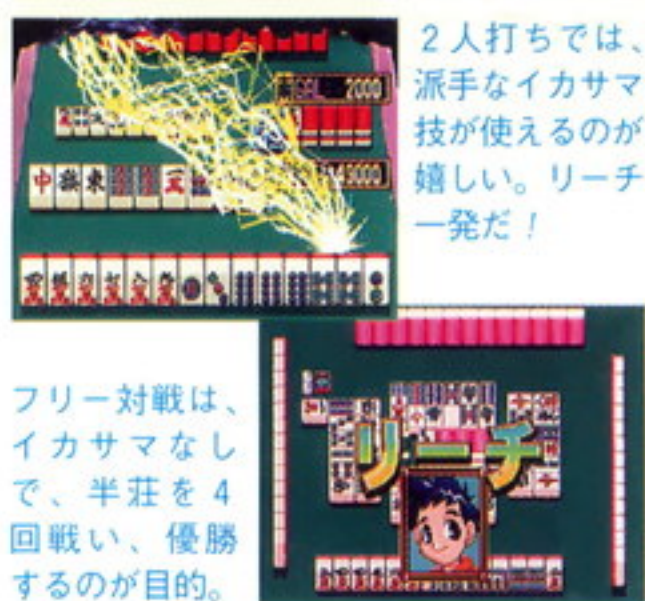 2人打ちでは、
派手なイカサマ
技が使えるのが
嬉しい。リーチ
一発だ!
2000
中
東
フリー対戦は、
イカサマなし
で、半荘を4
回戦い、優勝
するのが目的。
リーチ